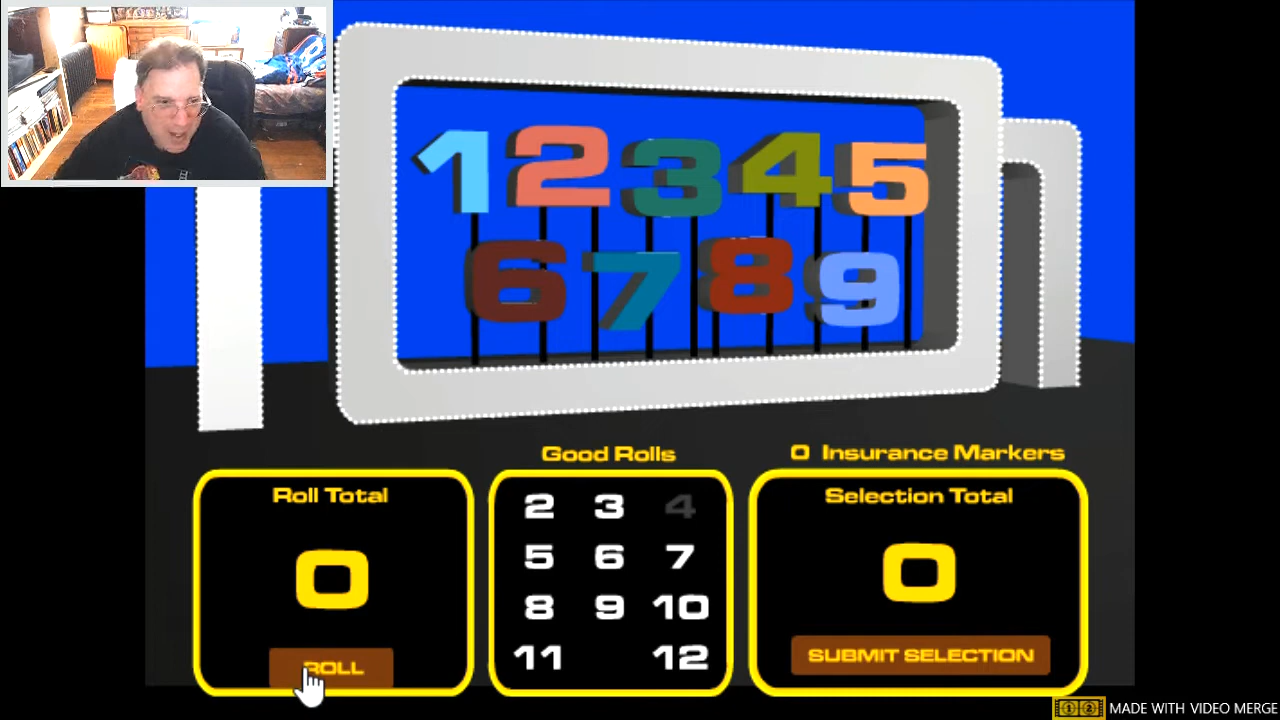 1 2 3 4 5
6 7 8 9
Good Rolls
0 Insurance Markers
Roll Total
0
ROLL
2 3 4
5 6 7
8 9 10
11 12
Selection Total
0
SUBMIT SELECTION
MADE WITH VIDEO MERGE